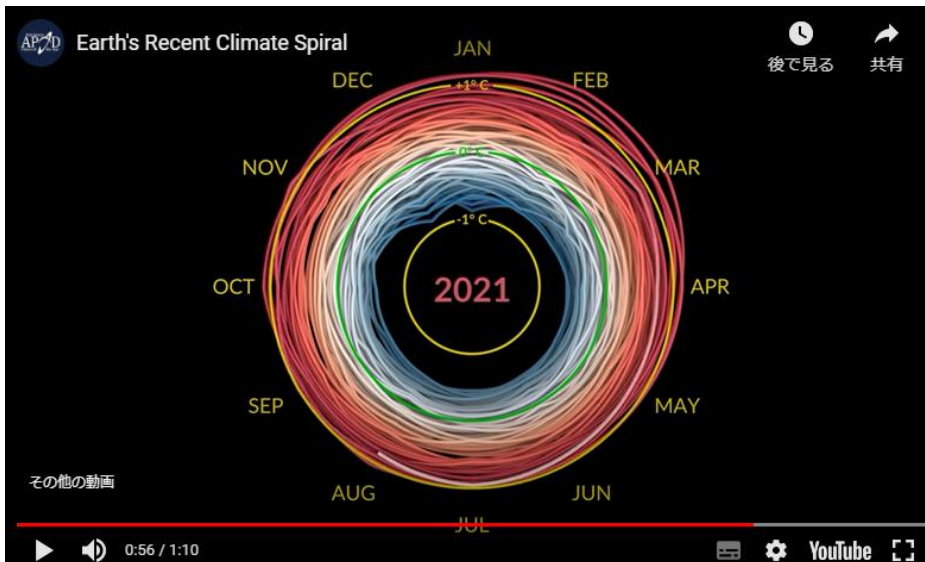 APOD
Earth's Recent Climate Spiral
後で見る
共有
JAN
DEC
FEB
+1° C
NOV
MAR
0° C
-1° C
OCT
2021
APR
SEP
MAY
その他の動画
AUG
JUN
JUL
0:56 / 1:10
YouTube